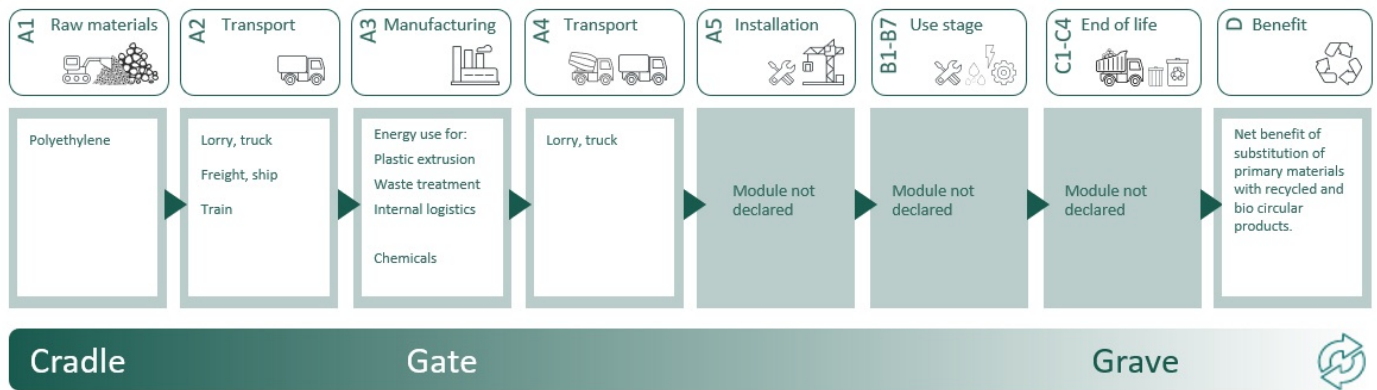 A1 Raw materials
A2 Transport
A3 Manufacturing
A4 Transport
A5 Installation
B1-B7 Use stage
C1-C4 End of life
D Benefit
Polyethylene
Lorry, truck
Freight, ship
Train
Energy use for:
Plastic extrusion
Waste treatment
Internal logistics
Chemicals
Lorry, truck
Module not
declared
Module not
declared
Module not
declared
Net benefit of
substitution of
primary materials
with recycled and
bio circular
products.
Cradle
Gate
Grave